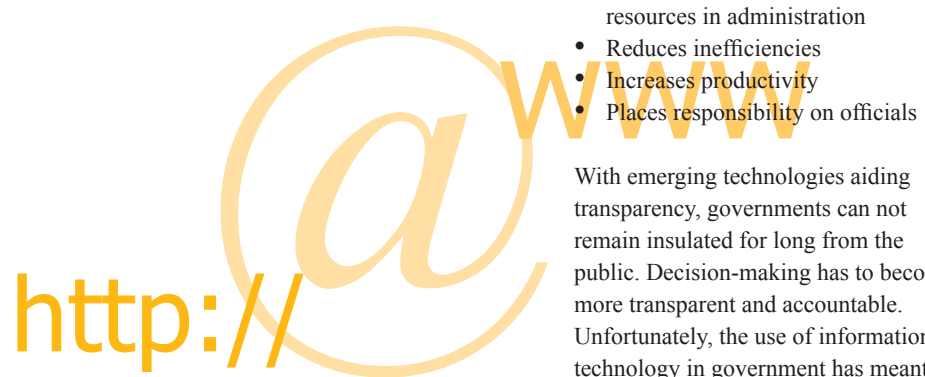 resources in administration
• Reduces inefficiencies
• Increases productivity
• Places responsibility on officials
www
@
http://
With emerging technologies aiding
transparency, governments can not
remain insulated for long from the
public. Decision-making has to beco
more transparent and accountable.
Unfortunately, the use of information
technology in government has meant